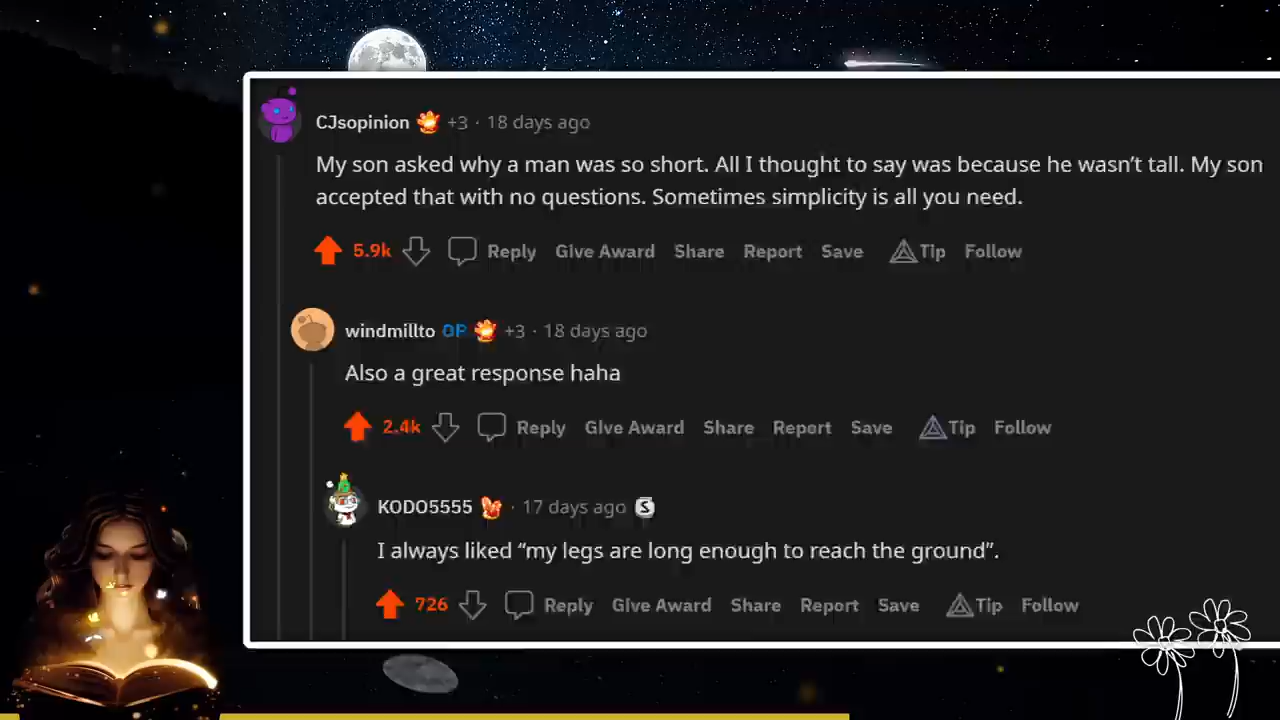 CJsopinion +3 · 18 days ago
My son asked why a man was so short. All I thought to say was because he wasn’t tall. My son
accepted that with no questions. Sometimes simplicity is all you need.
5.9k Reply Give Award Share Report Save Tip Follow
windmillto OP +3 · 18 days ago
Also a great response haha
2.4k Reply Give Award Share Report Save Tip Follow
KODO5555 · 17 days ago S
I always liked “my legs are long enough to reach the ground”.
726 Reply Give Award Share Report Save Tip Follow